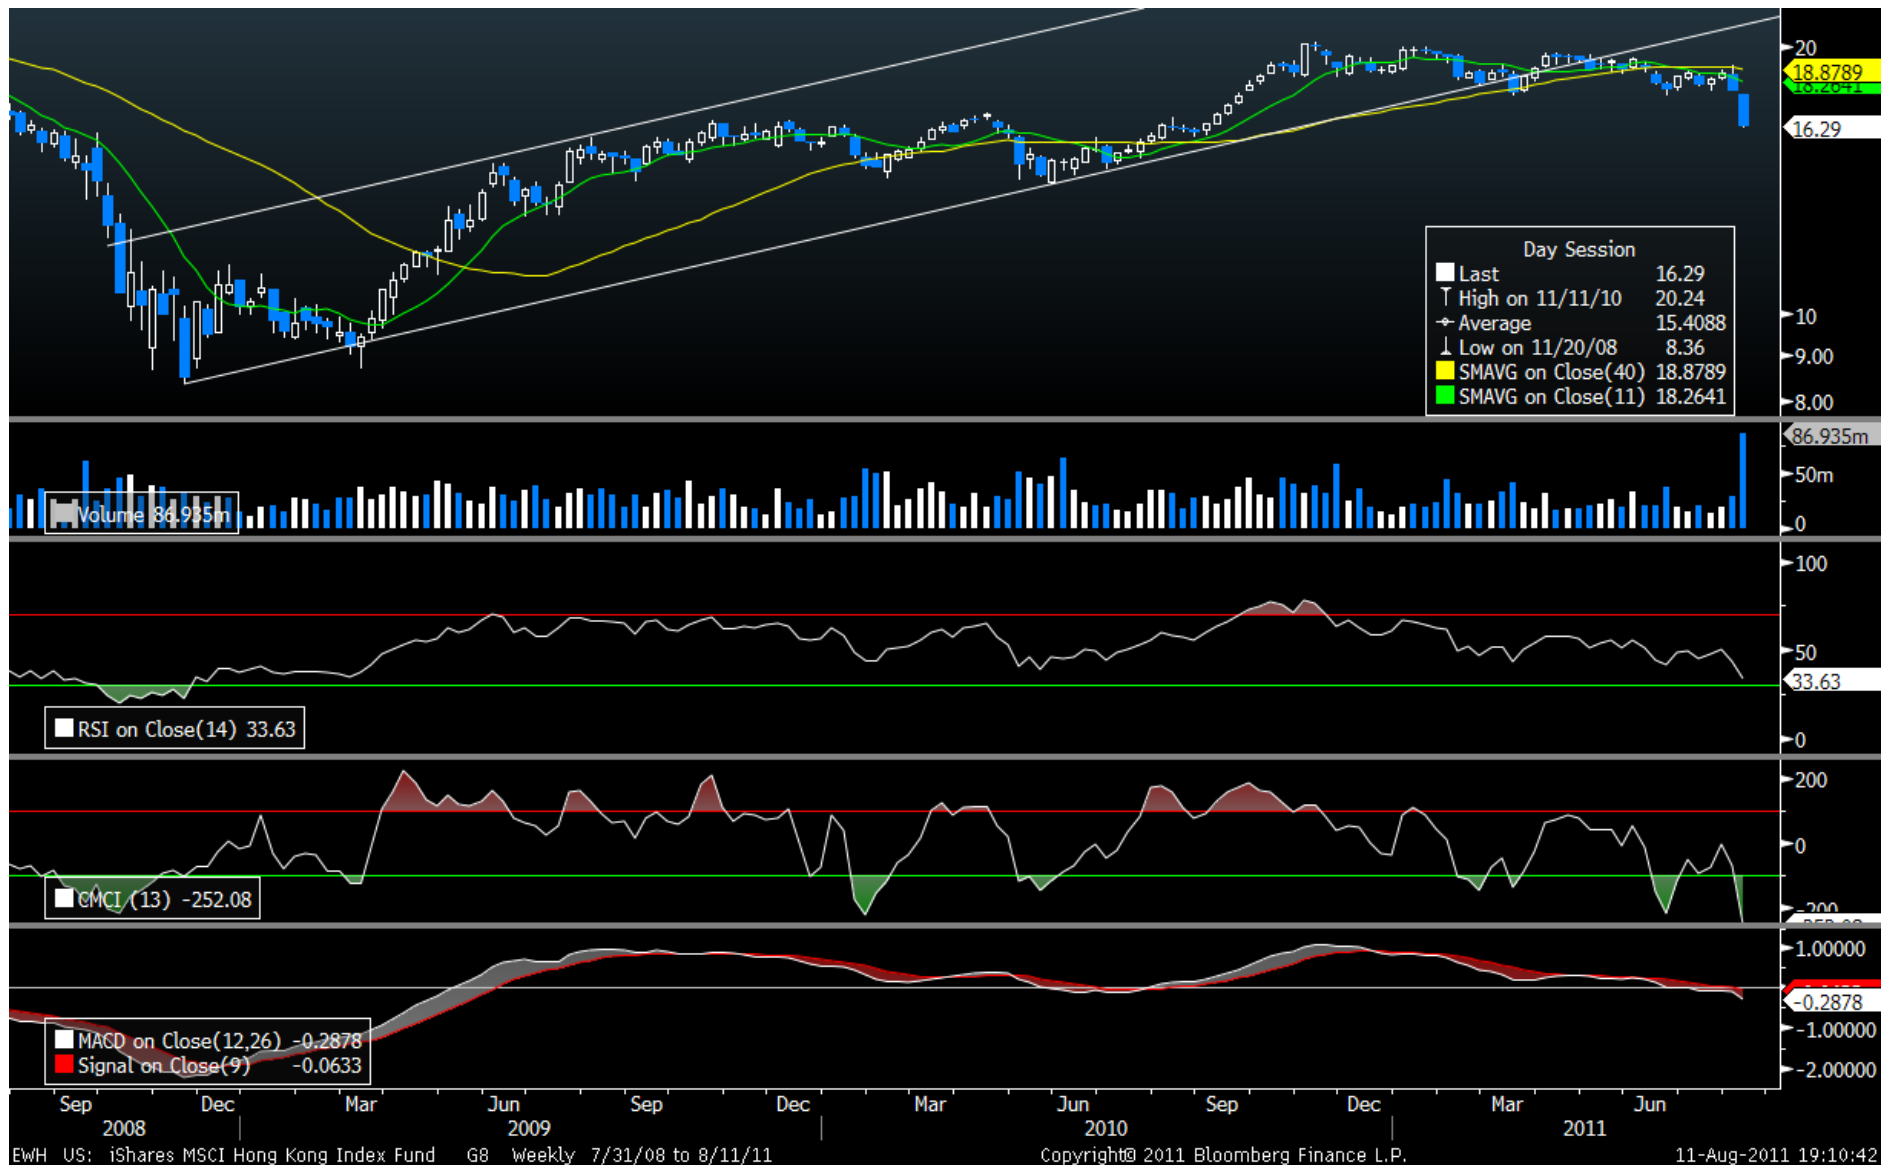 20
18.8789
18.2641
16.29
Day Session
Last 16.29
High on 11/11/10 20.24
Average 15.4088
Low on 11/20/08 8.36
SMAVG on Close(40) 18.8789
SMAVG on Close(11) 18.2641
10
9.00
8.00
86.935m
50m
Volume 86.935m
0
100
50
33.63
RSI on Close(14) 33.63
0
200
0
CMCI (13) -252.08
-200
1.00000
-0.2878
MACD on Close(12,26) -0.2878
-1.00000
Signal on Close(9) -0.0633
-2.00000
Sep Dec Mar Jun Sep Dec Mar Jun Sep Dec Mar Jun
2008 2009 2010 2011
EWH US: iShares MSCI Hong Kong Index Fund G8 Weekly 7/31/08 to 8/11/11 Copyright© 2011 Bloomberg Finance L.P. 11-Aug-2011 19:10:42